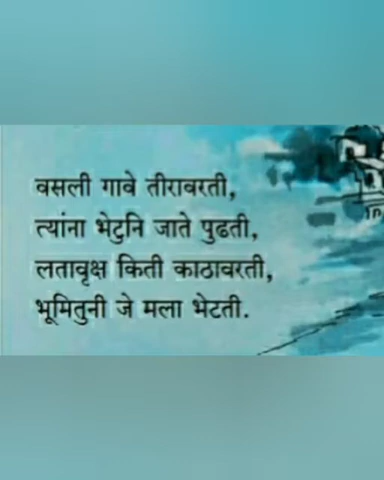 वसली गावे तीरावरती,
त्यांना भेटुनि जाते पुढती,
लतावृक्ष किती काठावरती,
भूमितुनी जे मला भेटती.